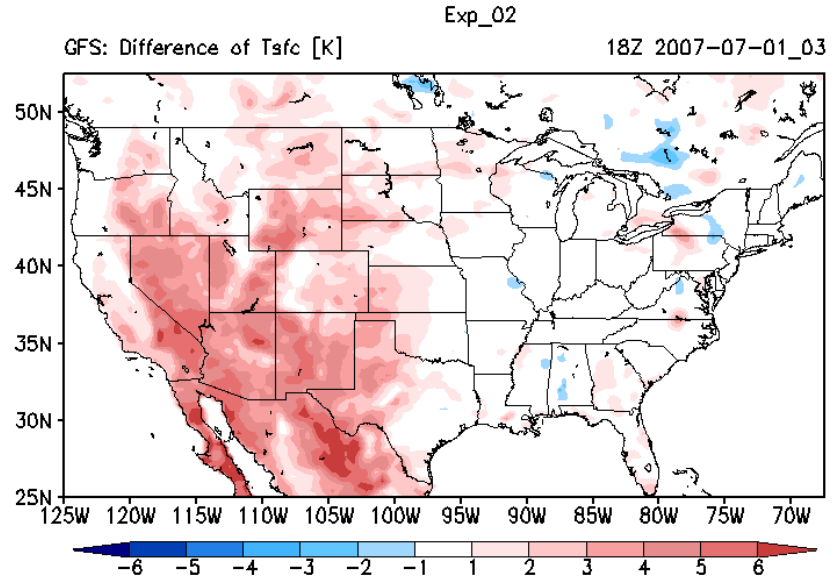 Exp_02
GFS: Difference of Tsfc [K] 18Z 2007-07-01_03
50N
45N
40N
35N
30N
25N
125W 120W 115W 110W 105W 100W 95W 90W 85W 80W 75W 70W
-6 -5 -4 -3 -2 -1 1 2 3 4 5 6